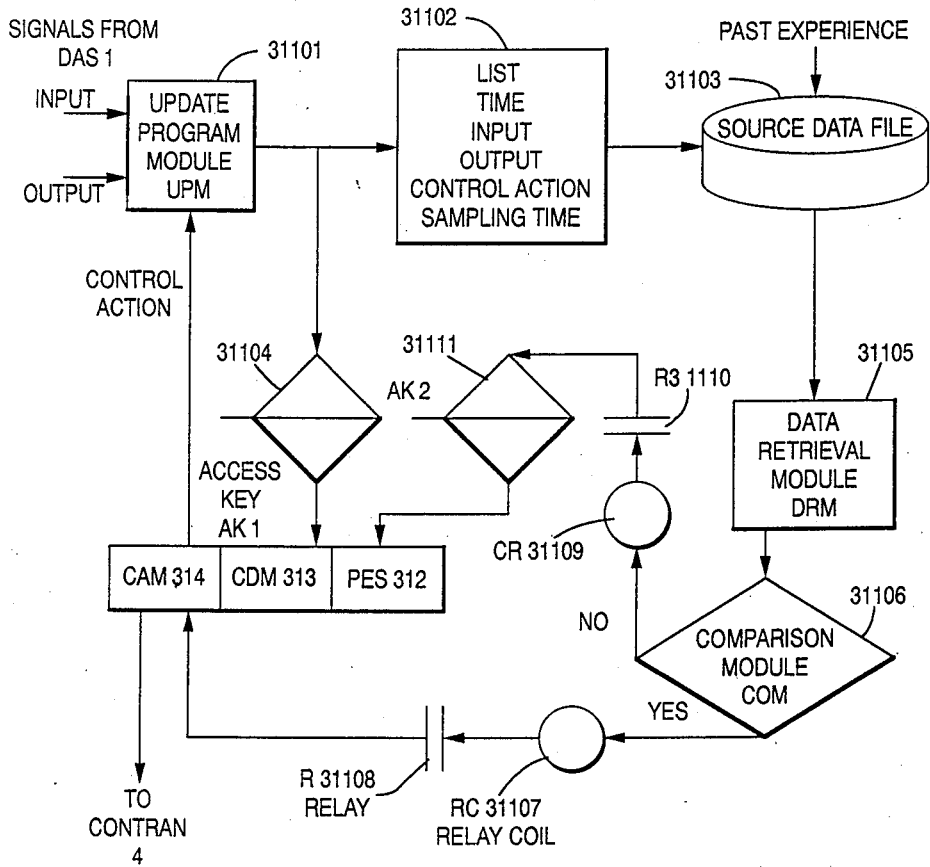 SIGNALS FROM
DAS 1
INPUT
OUTPUT
31101
UPDATE
PROGRAM
MODULE
UPM
31102
LIST
TIME
INPUT
OUTPUT
CONTROL ACTION
SAMPLING TIME
PAST EXPERIENCE
31103
SOURCE DATA FILE
CONTROL
ACTION
31104
ACCESS
KEY
AK 1
31111
AK 2
R3 1110
CR 31109
31105
DATA
RETRIEVAL
MODULE
DRM
CAM 314
CDM 313
PES 312
31106
COMPARISON
MODULE
COM
NO
YES
R 31108
RELAY
RC 31107
RELAY COIL
TO
CONTRAN
4